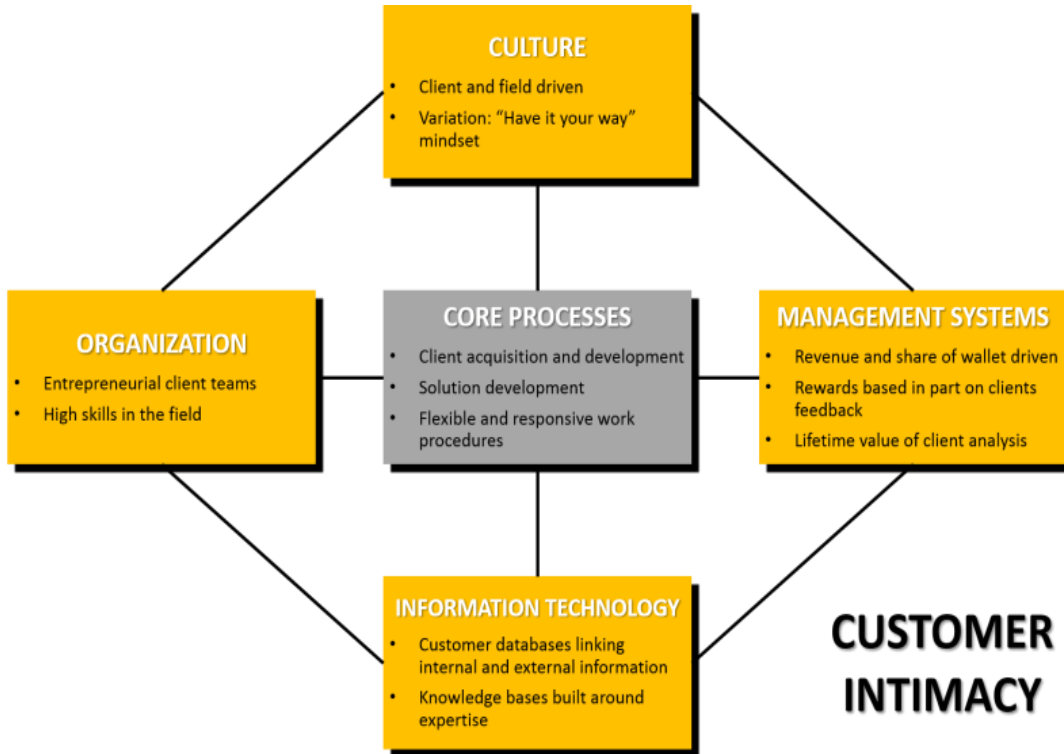 CULTURE
• Client and field driven
• Variation: “Have it your way”
mindset
ORGANIZATION
• Entrepreneurial client teams
• High skills in the field
CORE PROCESSES
• Client acquisition and development
• Solution development
• Flexible and responsive work
procedures
MANAGEMENT SYSTEMS
• Revenue and share of wallet driven
• Rewards based in part on clients
feedback
• Lifetime value of client analysis
INFORMATION TECHNOLOGY
• Customer databases linking
internal and external information
• Knowledge bases built around
expertise
CUSTOMER
INTIMACY